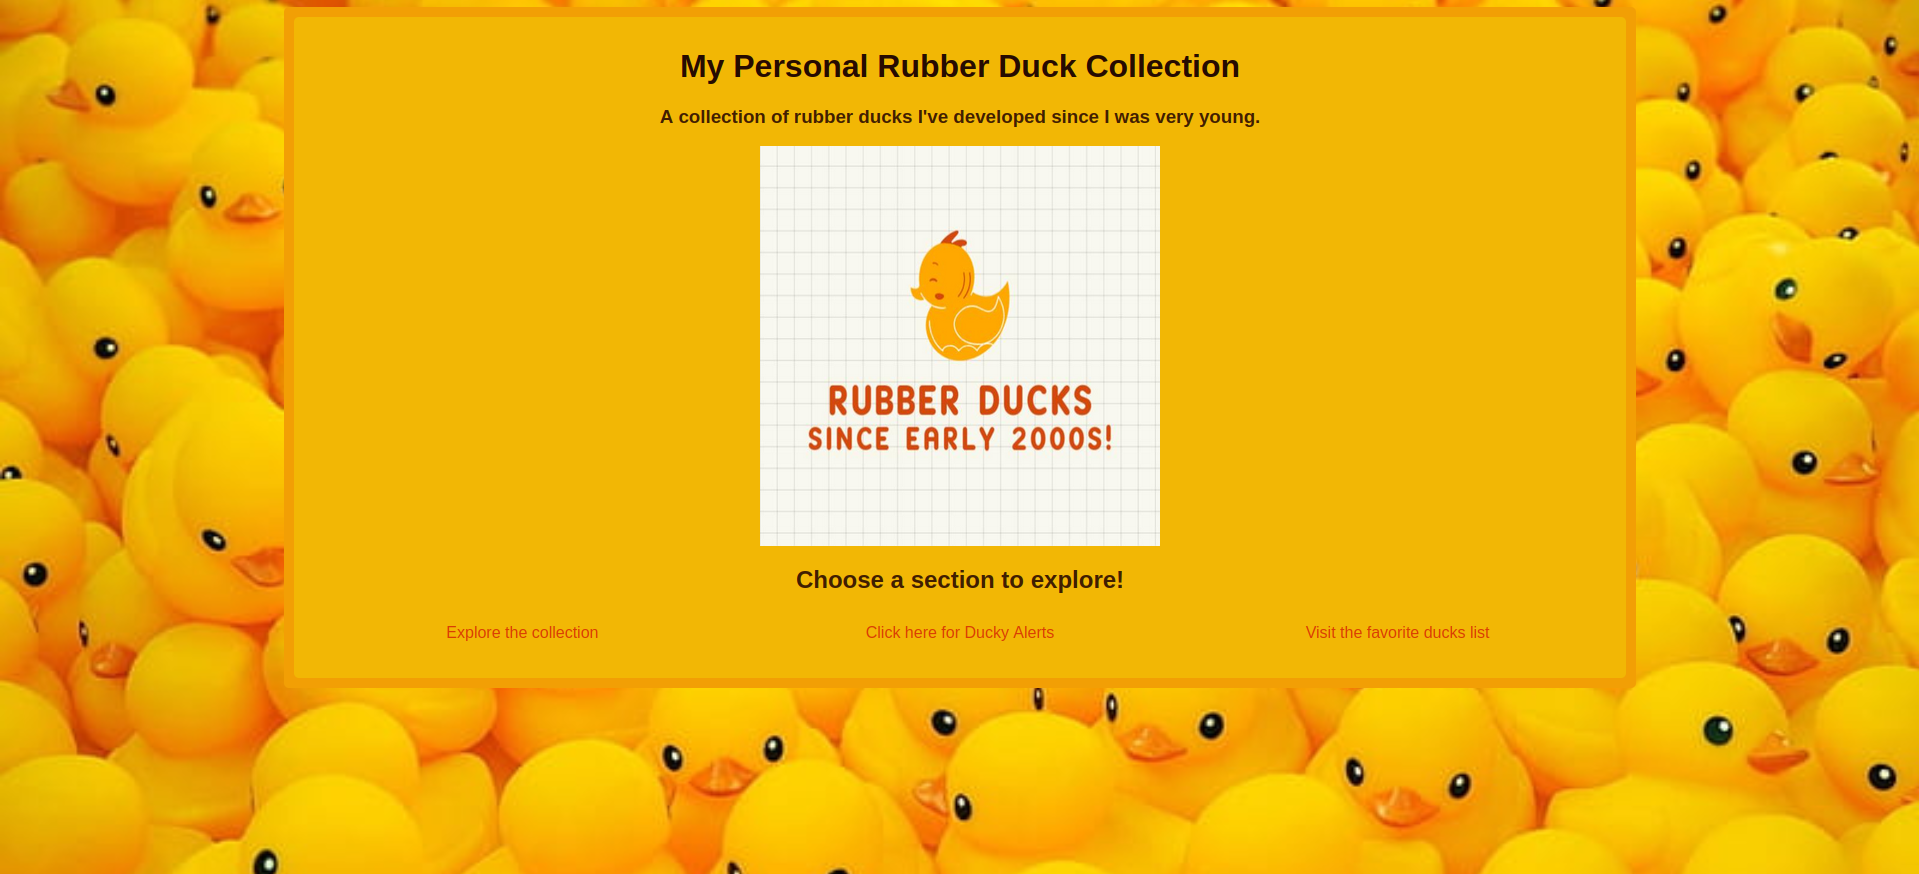 My Personal Rubber Duck Collection
A collection of rubber ducks I've developed since I was very young.
RUBBER DUCKS
SINCE EARLY 2000S!
Choose a section to explore!
Explore the collection
Click here for Ducky Alerts
Visit the favorite ducks list